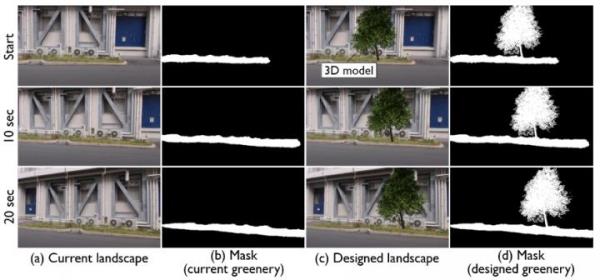 Start
3D model
10 sec
20 sec
(a) Current landscape
(b) Mask
(current greenery)
(c) Designed landscape
(d) Mask
(designed greenery)